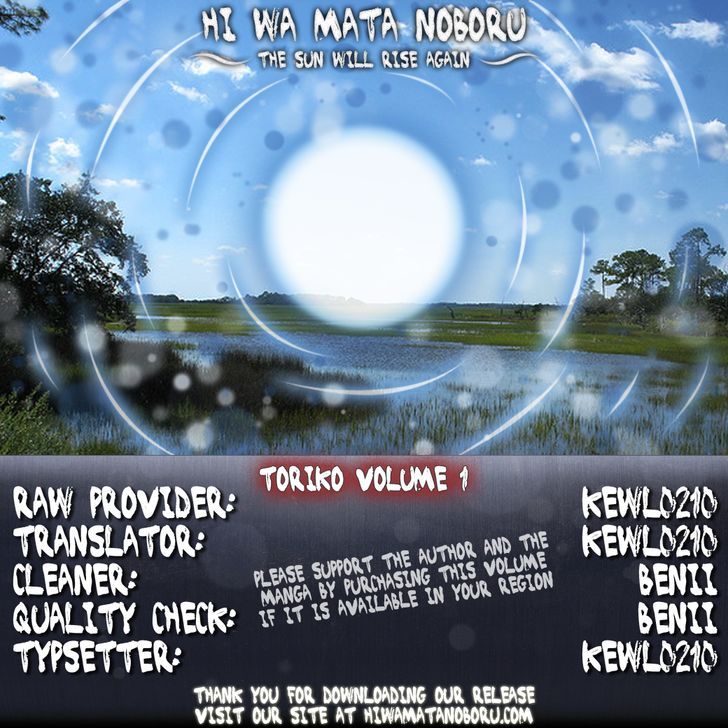 HI WA MATA NOBORU
THE SUN WILL RISE AGAIN
TORIKO VOLUME 1
RAW PROVIDER: KEWL0210
TRANSLATOR: KEWL0210
CLEANER: BENII
QUALITY CHECK: BENII
TYPSETTER: KEWL0210
PLEASE SUPPORT THE AUTHOR AND THE
MANGA BY PURCHASING THIS VOLUME
IF IT IS AVAILABLE IN YOUR REGION
THANK YOU FOR DOWNLOADING OUR RELEASE
VISIT OUR SITE AT HIWAMATANOBORU.COM